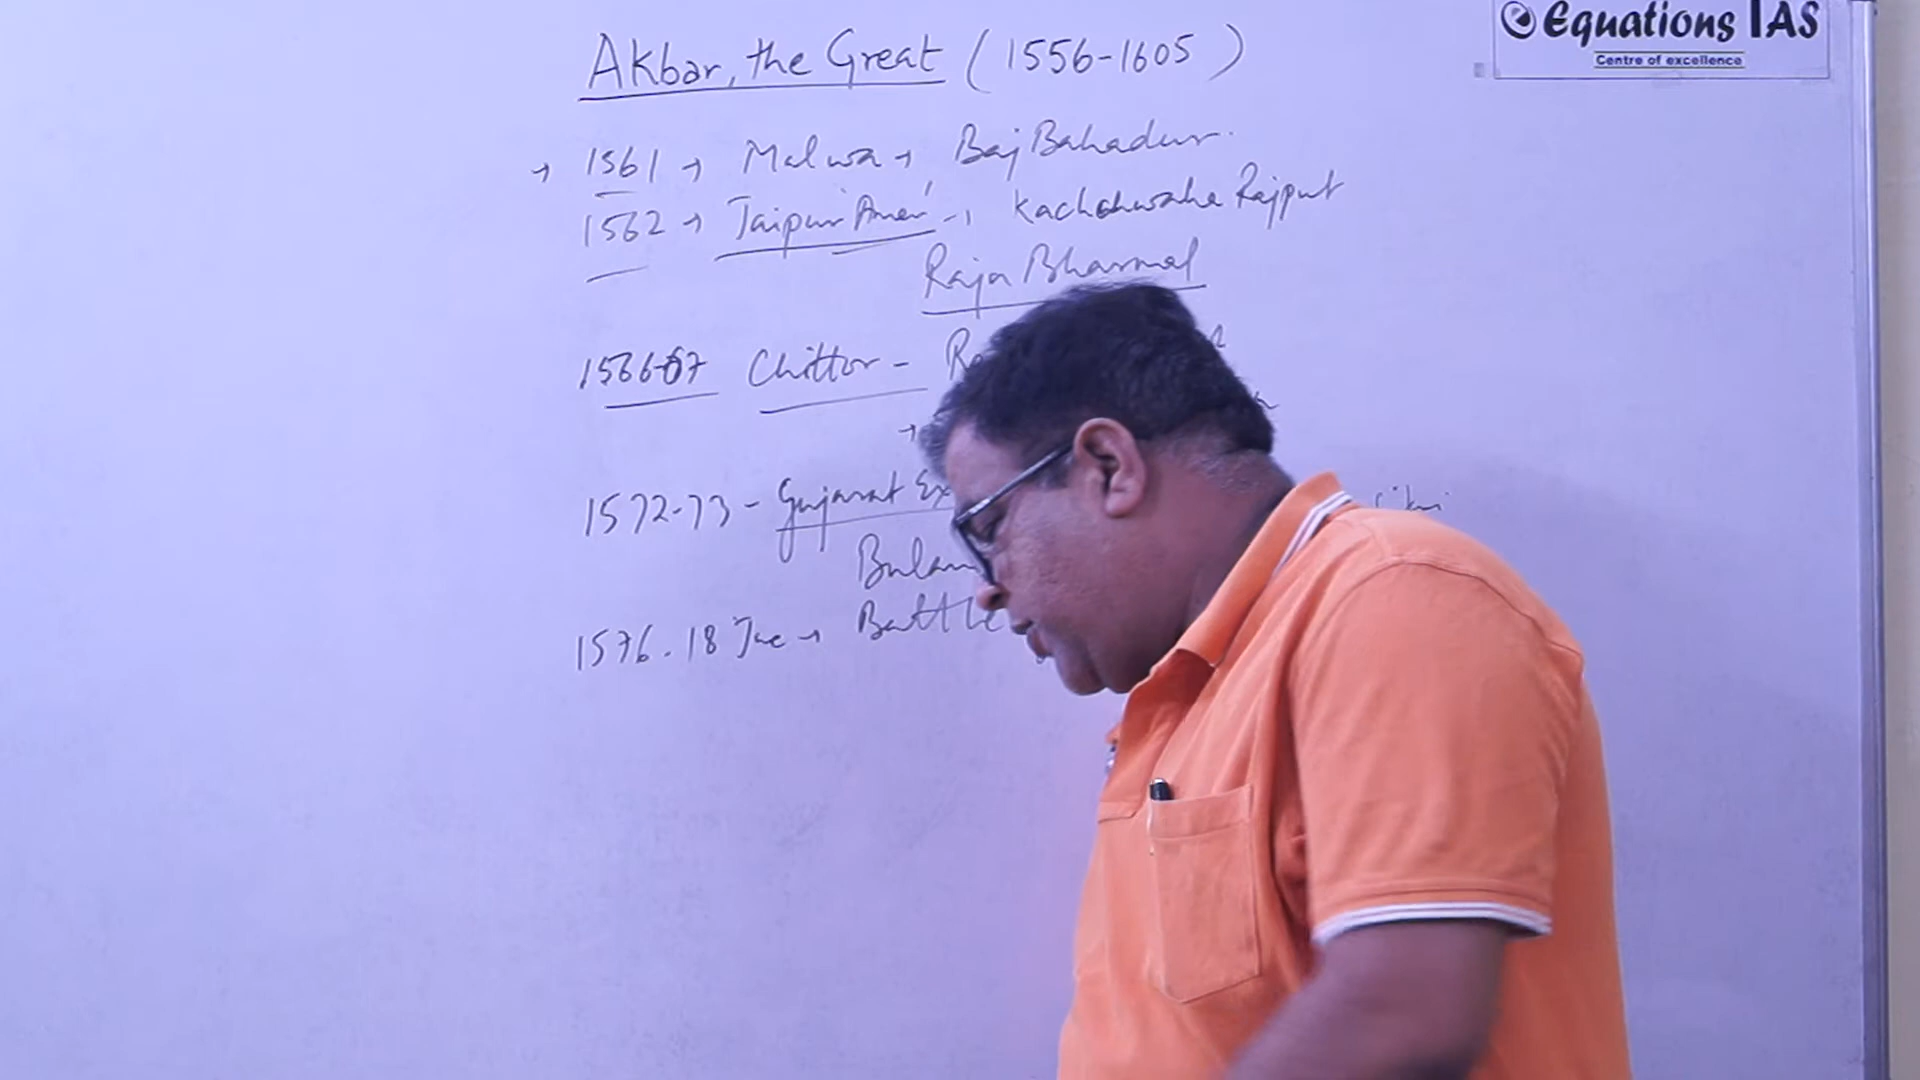 Equations IAS
Centre of excellence
Akbar, the Great (1556-1605)
→ 1561 → Malwa → Baj Bahadur.
1562 → Jaipur 'Amer' → Kachchwaha Rajput
Raja Bharmal
1566-67 Chittor -
1572-73 - Gujarat
1576. 18 June → Battle